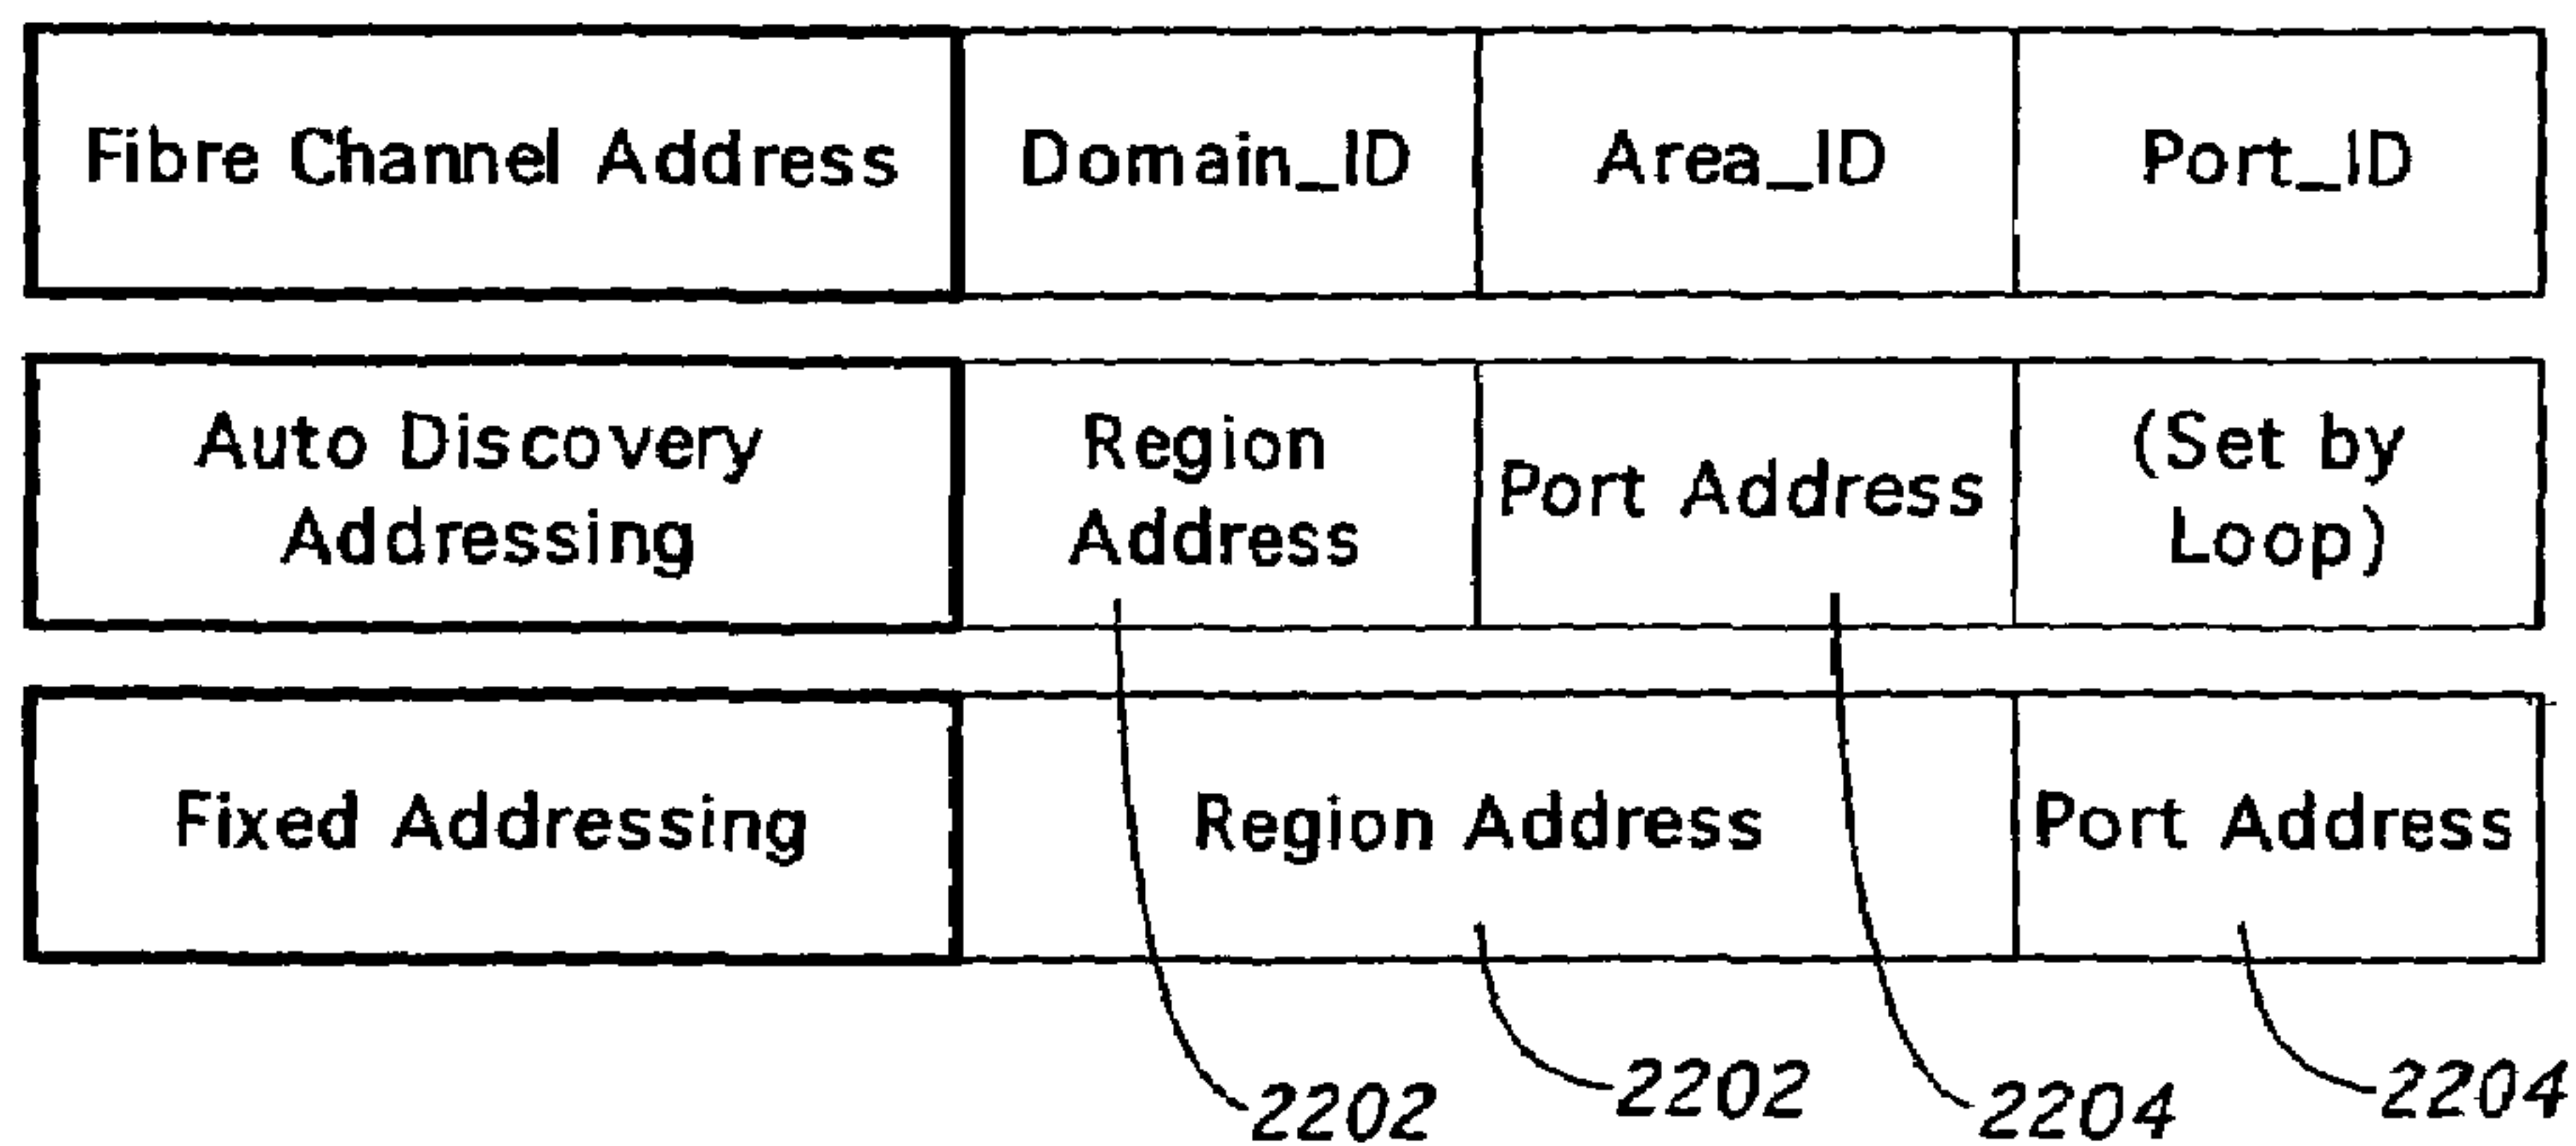 Fibre Channel Address
Domain_ID
Area_ID
Port_ID
Auto Discovery
Addressing
Region
Address
Port Address
(Set by
Loop)
Fixed Addressing
Region Address
Port Address
2202
2202
2204
2204